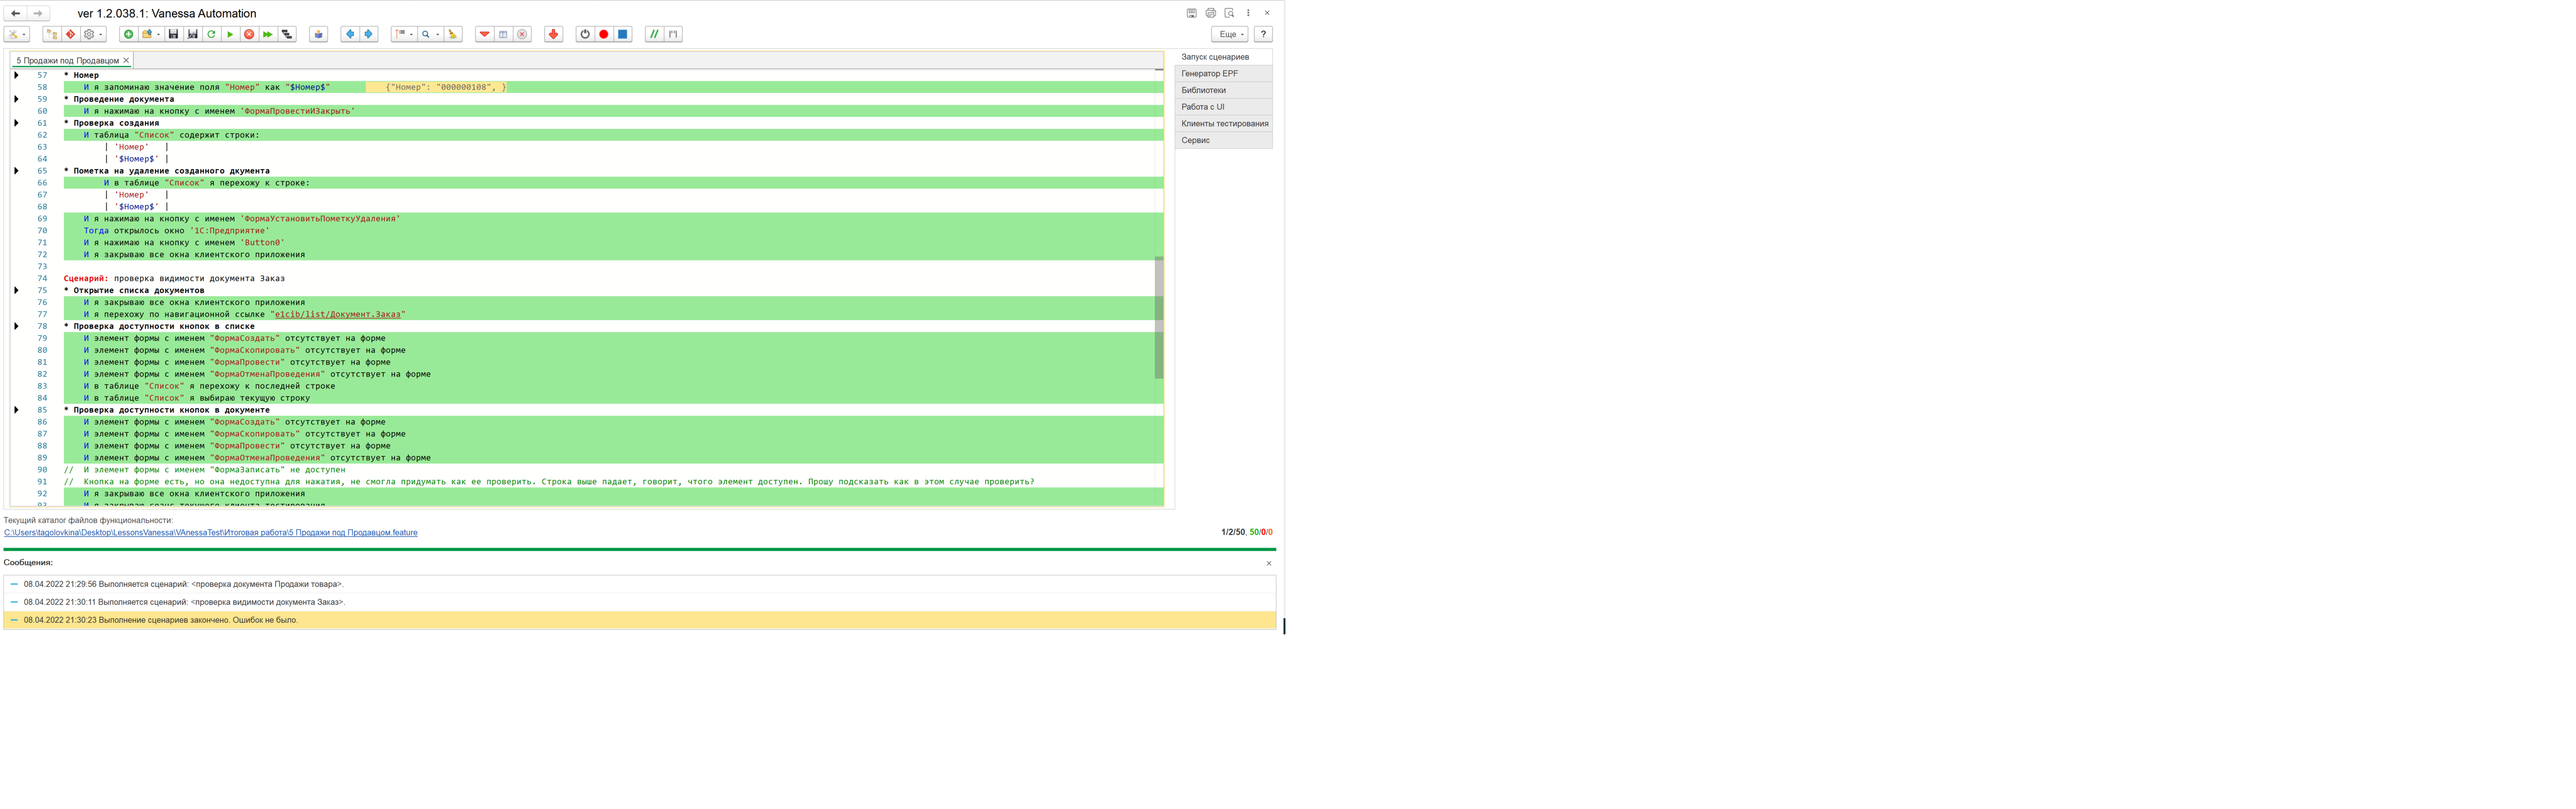 ver 1.2.038.1: Vanessa Automation
Еще
?
5 Продажи под Продавцом
57 * Номер
58 И я запоминаю значение поля "Номер" как "$Номер$" {"Номер": "000000108", }
59 * Проведение документа
60 И я нажимаю на кнопку с именем 'ФормаПровестиИЗакрыть'
61 * Проверка создания
62 И таблица "Список" содержит строки:
63 | 'Номер' |
64 | '$Номер$' |
65 * Пометка на удаление созданного дкумента
66 И в таблице "Список" я перехожу к строке:
67 | 'Номер' |
68 | '$Номер$' |
69 И я нажимаю на кнопку с именем 'ФормаУстановитьПометкуУдаления'
70 Тогда открылось окно '1С:Предприятие'
71 И я нажимаю на кнопку с именем 'Button0'
72 И я закрываю все окна клиентского приложения
73
74 Сценарий: проверка видимости документа Заказ
75 * Открытие списка документов
76 И я закрываю все окна клиентского приложения
77 И я перехожу по навигационной ссылке "e1cib/list/Документ.Заказ"
78 * Проверка доступности кнопок в списке
79 И элемент формы с именем "ФормаСоздать" отсутствует на форме
80 И элемент формы с именем "ФормаСкопировать" отсутствует на форме
81 И элемент формы с именем "ФормаПровести" отсутствует на форме
82 И элемент формы с именем "ФормаОтменаПроведения" отсутствует на форме
83 И в таблице "Список" я перехожу к последней строке
84 И в таблице "Список" я выбираю текущую строку
85 * Проверка доступности кнопок в документе
86 И элемент формы с именем "ФормаСоздать" отсутствует на форме
87 И элемент формы с именем "ФормаСкопировать" отсутствует на форме
88 И элемент формы с именем "ФормаПровести" отсутствует на форме
89 И элемент формы с именем "ФормаОтменаПроведения" отсутствует на форме
90 // И элемент формы с именем "ФормаЗаписать" не доступен
91 // Кнопка на форме есть, но она недоступна для нажатия, не смогла придумать как ее проверить. Строка выше падает, говорит, чтого элемент доступен. Прошу подсказать как в этом случае проверить?
92 И я закрываю все окна клиентского приложения
93 И я закрываю сеанс текущего клиента тестирования
Запуск сценариев
Генератор EPF
Библиотеки
Работа с UI
Клиенты тестирования
Сервис
Текущий каталог файлов функциональности:
C:\Users\tagolovkina\Desktop\LessonsVanessa\VAnessaTest\Итоговая работа\5 Продажи под Продавцом.feature
1/2/50, 50/0/0
Сообщения:
08.04.2022 21:29:56 Выполняется сценарий: <проверка документа Продажи товара>.
08.04.2022 21:30:11 Выполняется сценарий: <проверка видимости документа Заказ>.
08.04.2022 21:30:23 Выполнение сценариев закончено. Ошибок не было.